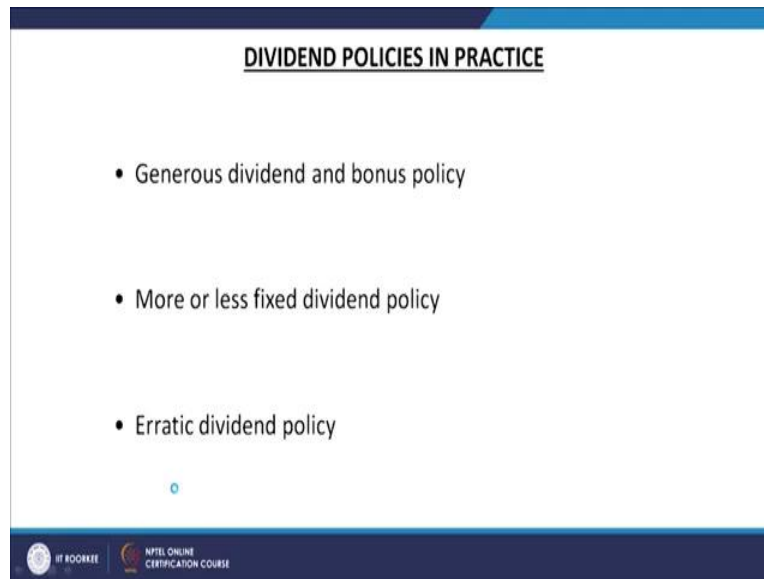 DIVIDEND POLICIES IN PRACTICE
• Generous dividend and bonus policy
• More or less fixed dividend policy
• Erratic dividend policy
IIT ROORKEE
NPTEL ONLINE
CERTIFICATION COURSE